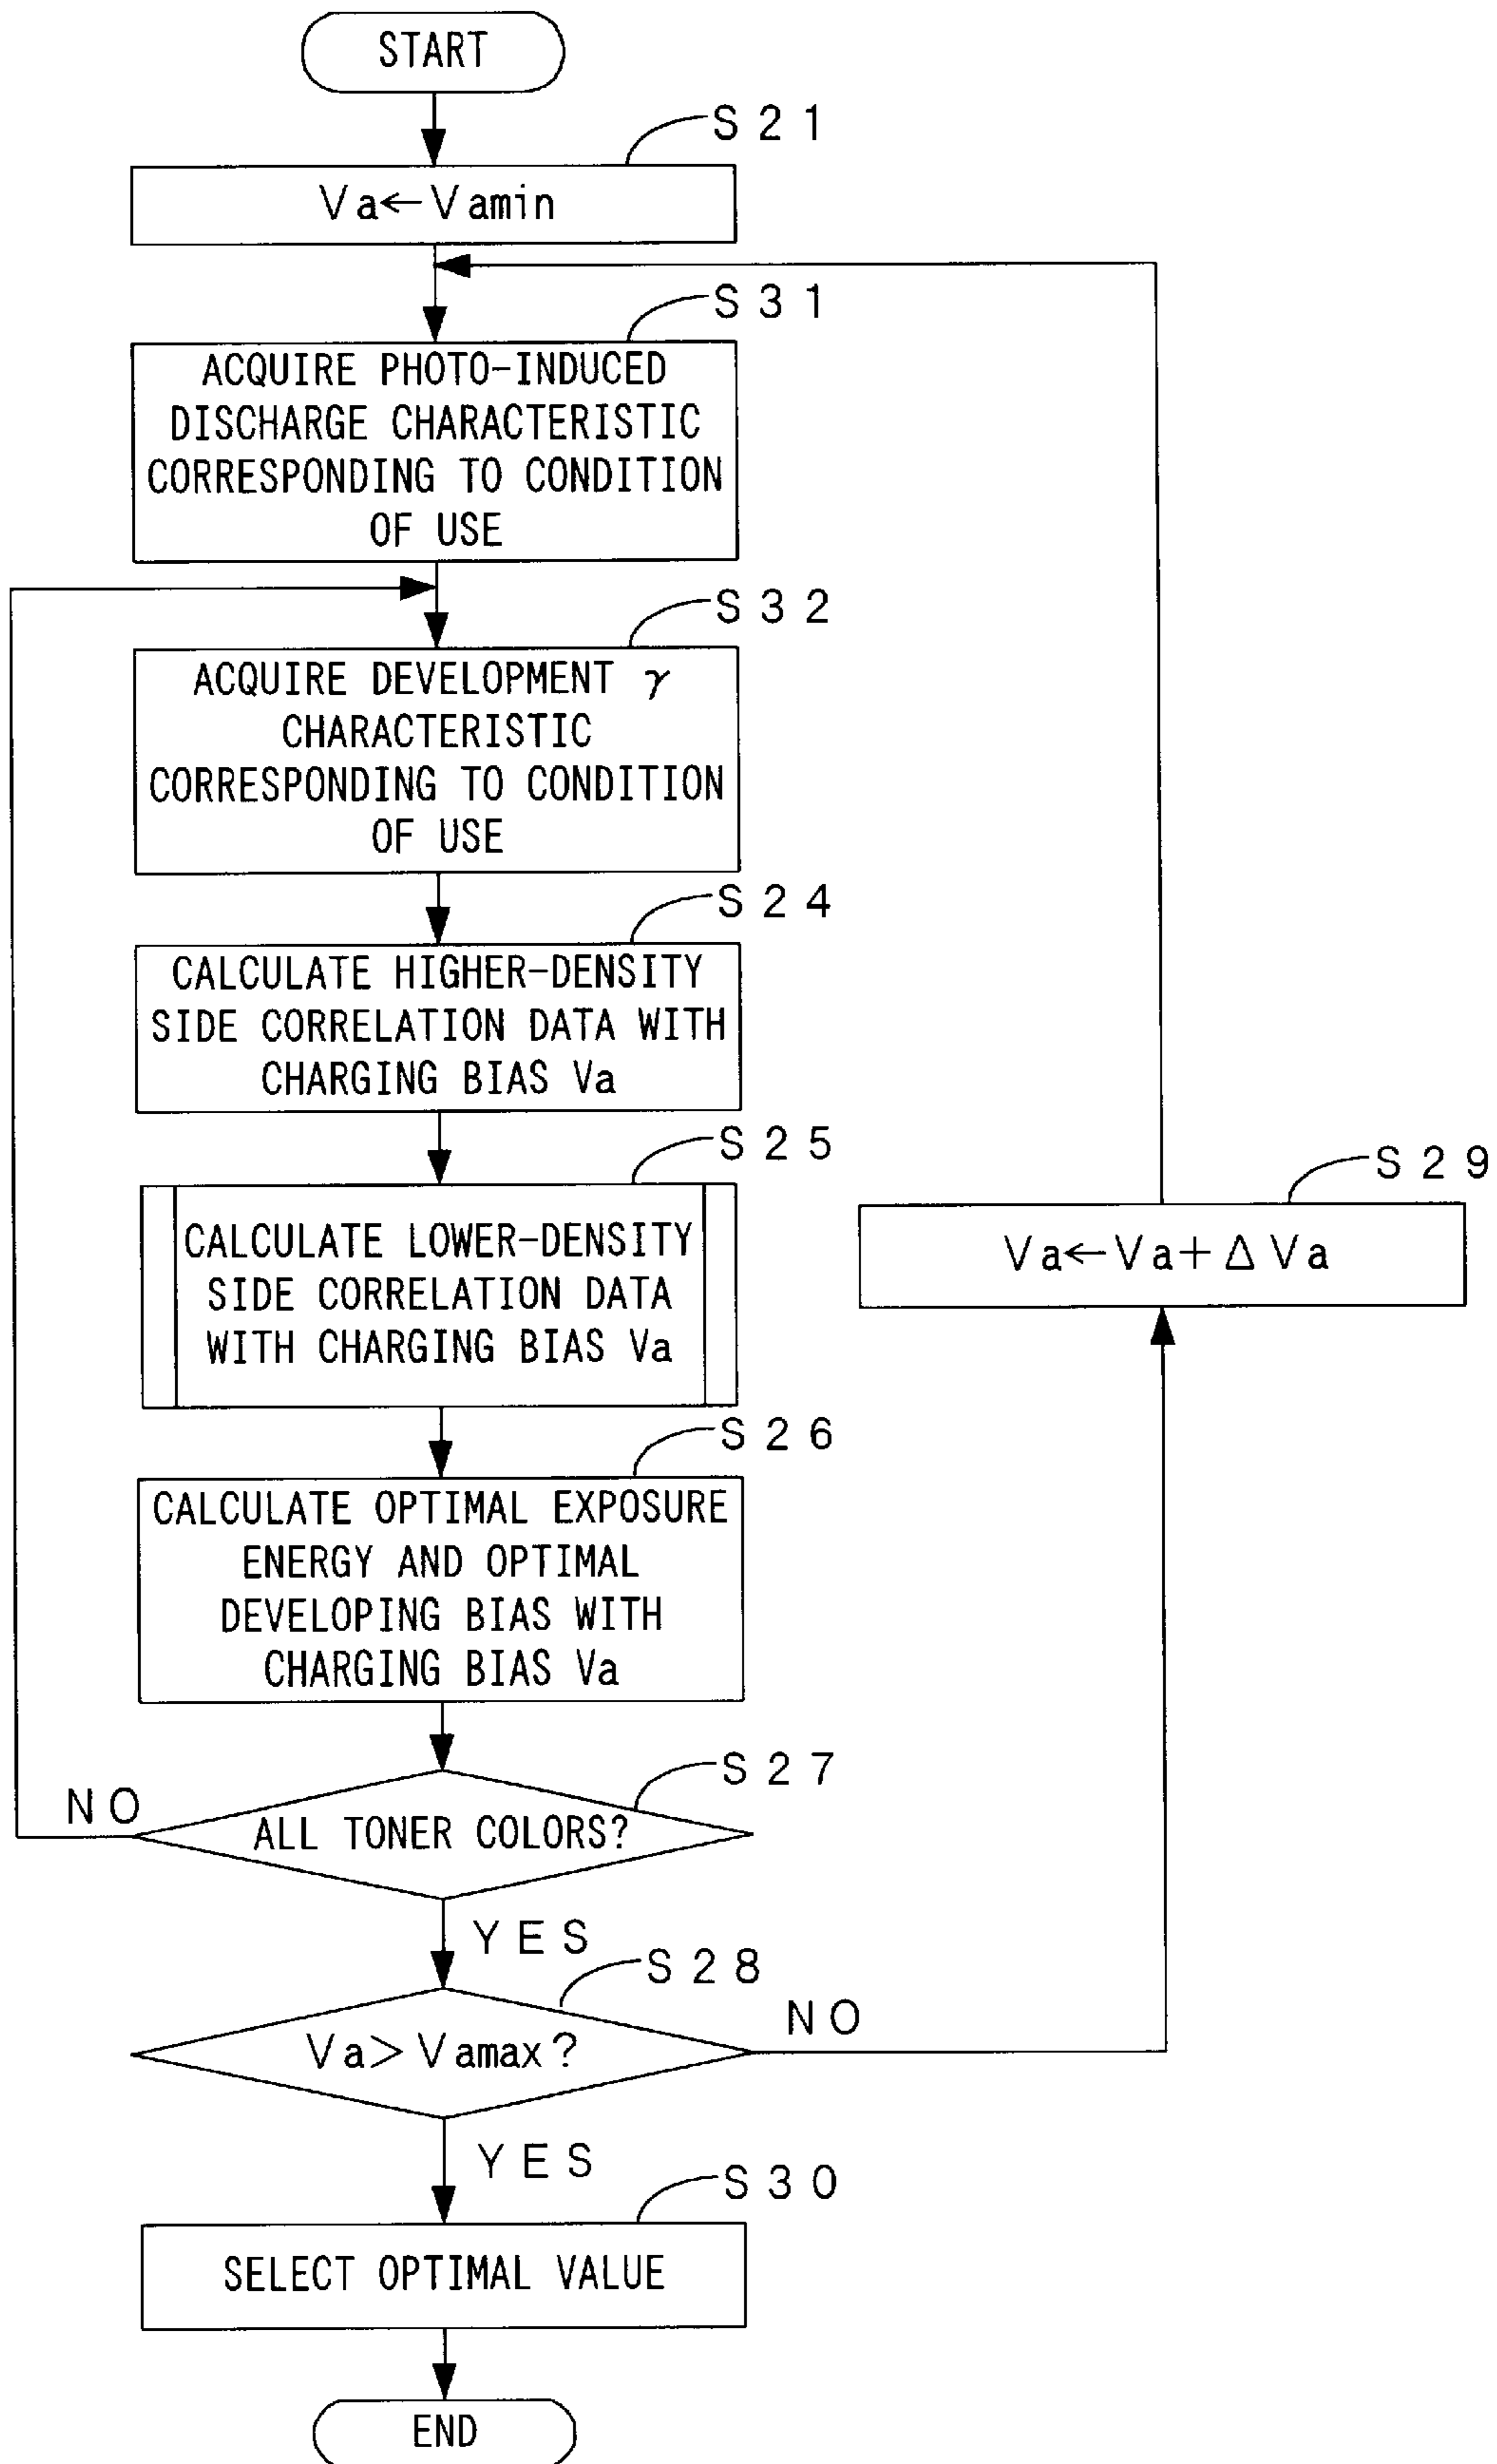 START
S21
Va←Vamin
S31
ACQUIRE PHOTO-INDUCED
DISCHARGE CHARACTERISTIC
CORRESPONDING TO CONDITION
OF USE
S32
ACQUIRE DEVELOPMENT γ
CHARACTERISTIC
CORRESPONDING TO CONDITION
OF USE
S24
CALCULATE HIGHER-DENSITY
SIDE CORRELATION DATA WITH
CHARGING BIAS Va
S25
CALCULATE LOWER-DENSITY
SIDE CORRELATION DATA
WITH CHARGING BIAS Va
S29
Va←Va+ΔVa
S26
CALCULATE OPTIMAL EXPOSURE
ENERGY AND OPTIMAL
DEVELOPING BIAS WITH
CHARGING BIAS Va
S27
NO
ALL TONER COLORS?
YES
S28
NO
Va>Vamax?
YES
S30
SELECT OPTIMAL VALUE
END